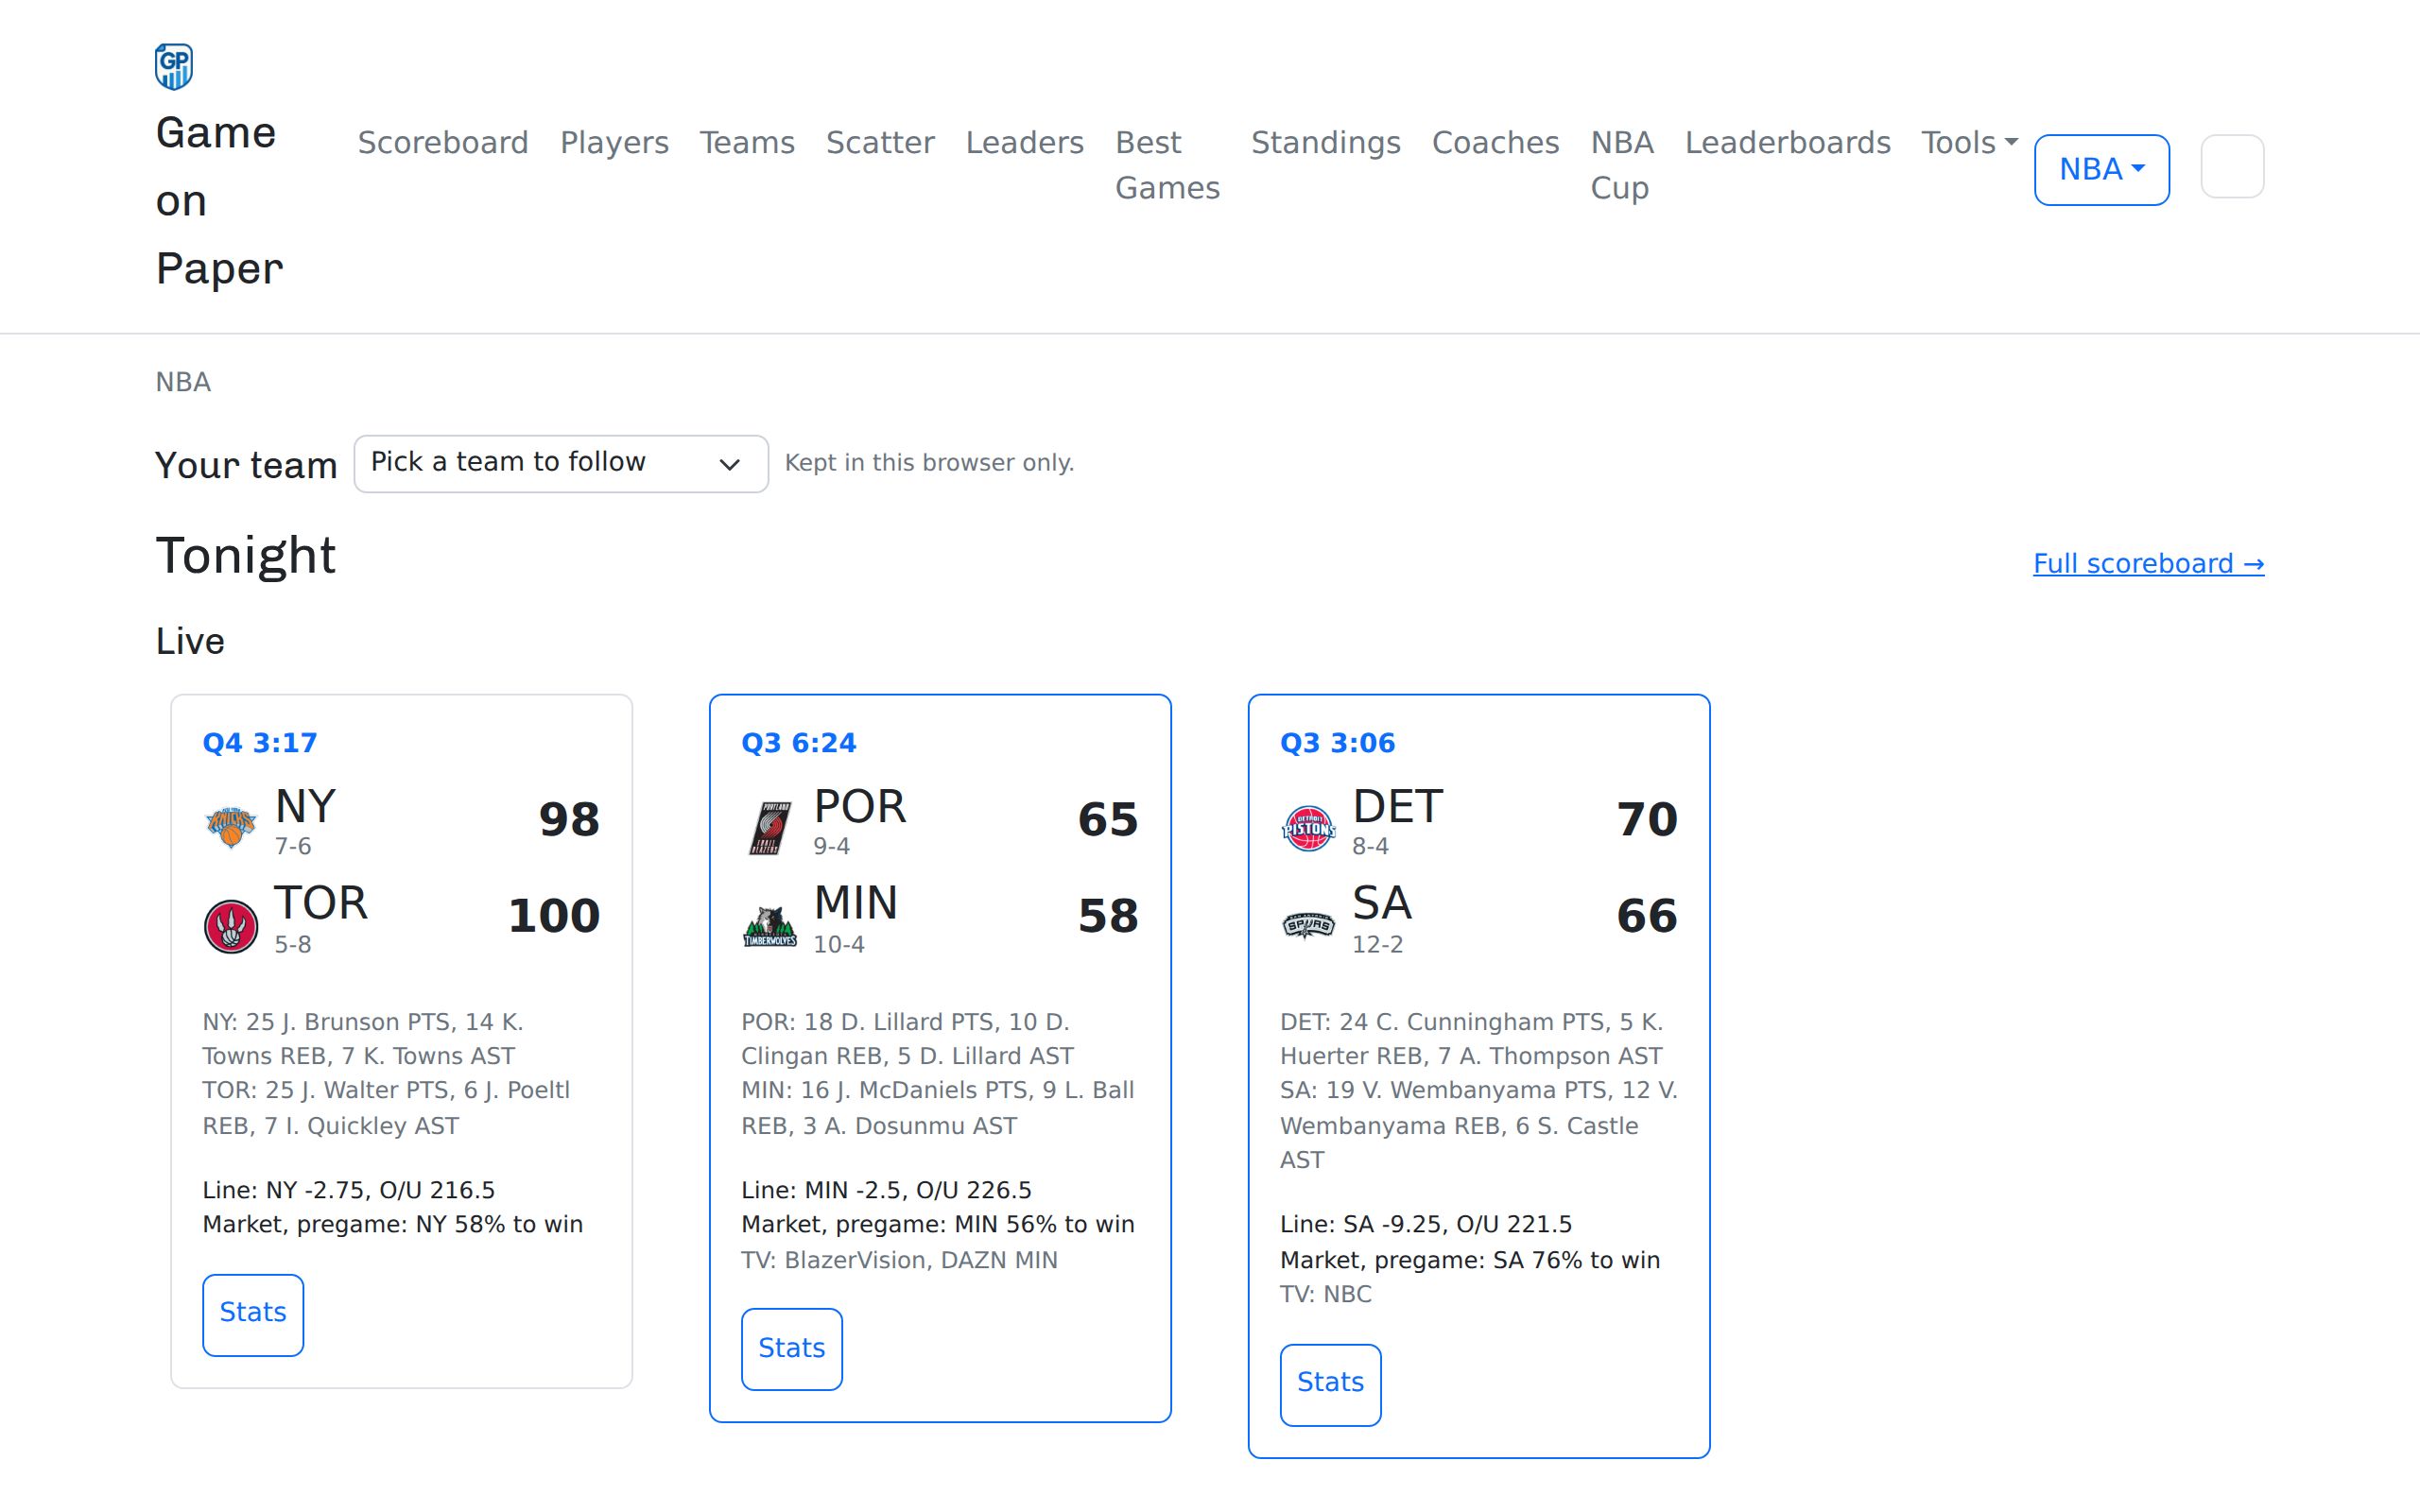 GP
Game
on
Paper
Scoreboard Players Teams Scatter Leaders Best Games Standings Coaches NBA Cup Leaderboards Tools NBA
NBA
Your team Pick a team to follow Kept in this browser only.
Tonight
Full scoreboard →
Live
Q4 3:17
KNICKS
NY 98
7-6
TOR 100
5-8
NY: 25 J. Brunson PTS, 14 K.
Towns REB, 7 K. Towns AST
TOR: 25 J. Walter PTS, 6 J. Poeltl
REB, 7 I. Quickley AST
Line: NY -2.75, O/U 216.5
Market, pregame: NY 58% to win
Stats
Q3 6:24
PORTLAND
TRAIL
BLAZERS
POR 65
9-4
TIMBERWOLVES
MIN 58
10-4
POR: 18 D. Lillard PTS, 10 D.
Clingan REB, 5 D. Lillard AST
MIN: 16 J. McDaniels PTS, 9 L. Ball
REB, 3 A. Dosunmu AST
Line: MIN -2.5, O/U 226.5
Market, pregame: MIN 56% to win
TV: BlazerVision, DAZN MIN
Stats
Q3 3:06
DETROIT
PISTONS
DET 70
8-4
SPURS
SA 66
12-2
DET: 24 C. Cunningham PTS, 5 K.
Huerter REB, 7 A. Thompson AST
SA: 19 V. Wembanyama PTS, 12 V.
Wembanyama REB, 6 S. Castle
AST
Line: SA -9.25, O/U 221.5
Market, pregame: SA 76% to win
TV: NBC
Stats